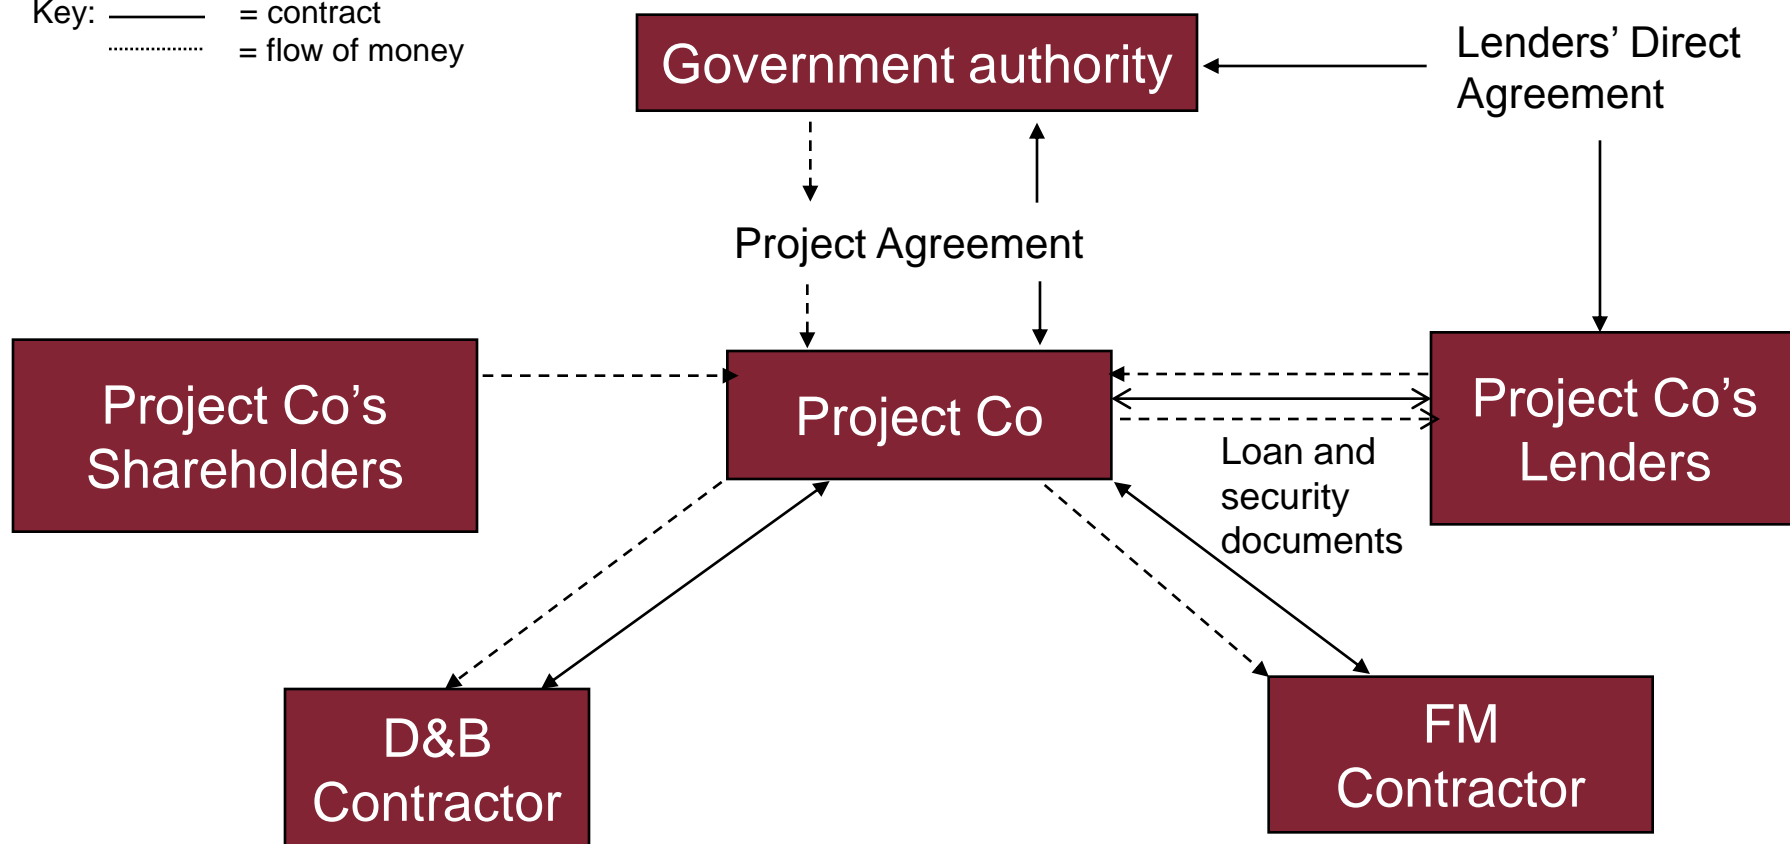 Key: = contract
= flow of money
Government authority
Lenders’ Direct
Agreement
Project Agreement
Project Co’s
Shareholders
Project Co
Project Co’s
Lenders
Loan and
security
documents
D&B
Contractor
FM
Contractor